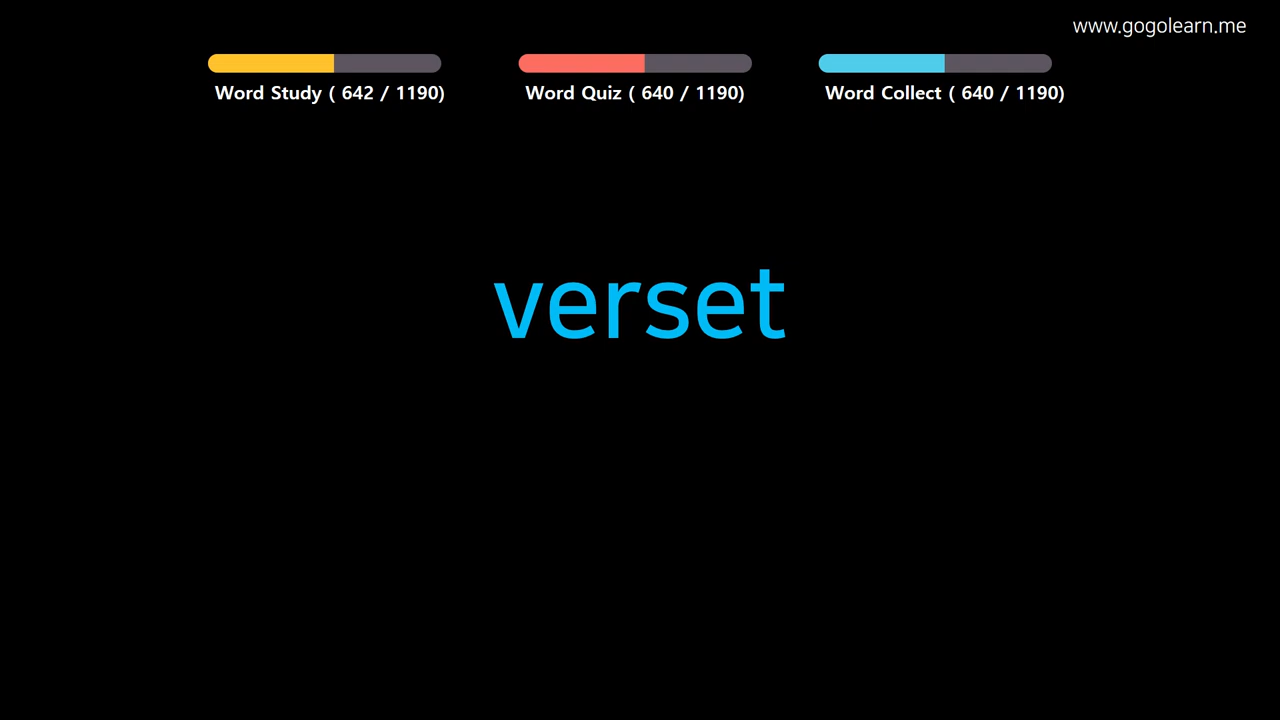 www.gogolearn.me
Word Study ( 642 / 1190)
Word Quiz ( 640 / 1190)
Word Collect ( 640 / 1190)
verset